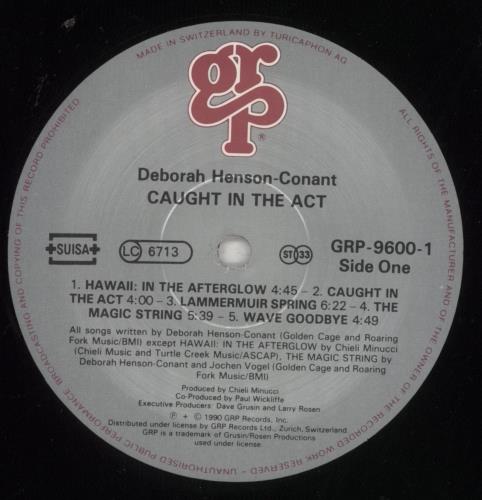 MADE IN SWITZERLAND BY TURICAPHON AG
grp®
Deborah Henson-Conant
CAUGHT IN THE ACT
SUISA
LC 6713
ST 33
GRP-9600-1
Side One
1. HAWAII: IN THE AFTERGLOW 4:45 – 2. CAUGHT IN
THE ACT 4:00 – 3. LAMMERMUIR SPRING 6:22 – 4. THE
MAGIC STRING 5:39 – 5. WAVE GOODBYE 4:49
All songs written by Deborah Henson-Conant (Golden Cage and Roaring
Fork Music/BMI) except HAWAII: IN THE AFTERGLOW by Chieli Minucci
(Chieli Music and Turtle Creek Music/ASCAP), THE MAGIC STRING by
Deborah Henson-Conant and Jochen Vogel (Golden Cage and Roaring
Fork Music/BMI)
Produced by Chieli Minucci
Co-Produced by Paul Wickliffe
Executive Producers: Dave Grusin and Larry Rosen
℗ + © 1990 GRP Records, Inc.
Distributed under license by GRP Records Ltd., Zurich, Switzerland.
GRP is a trademark of Grusin/Rosen Productions
used under license.
ALL RIGHTS OF THE MANUFACTURER AND OF THE OWNER OF THE RECORDED WORK RESERVED – UNAUTHORISED PUBLIC PERFORMANCE BROADCASTING AND COPYING OF THIS RECORD PROHIBITED